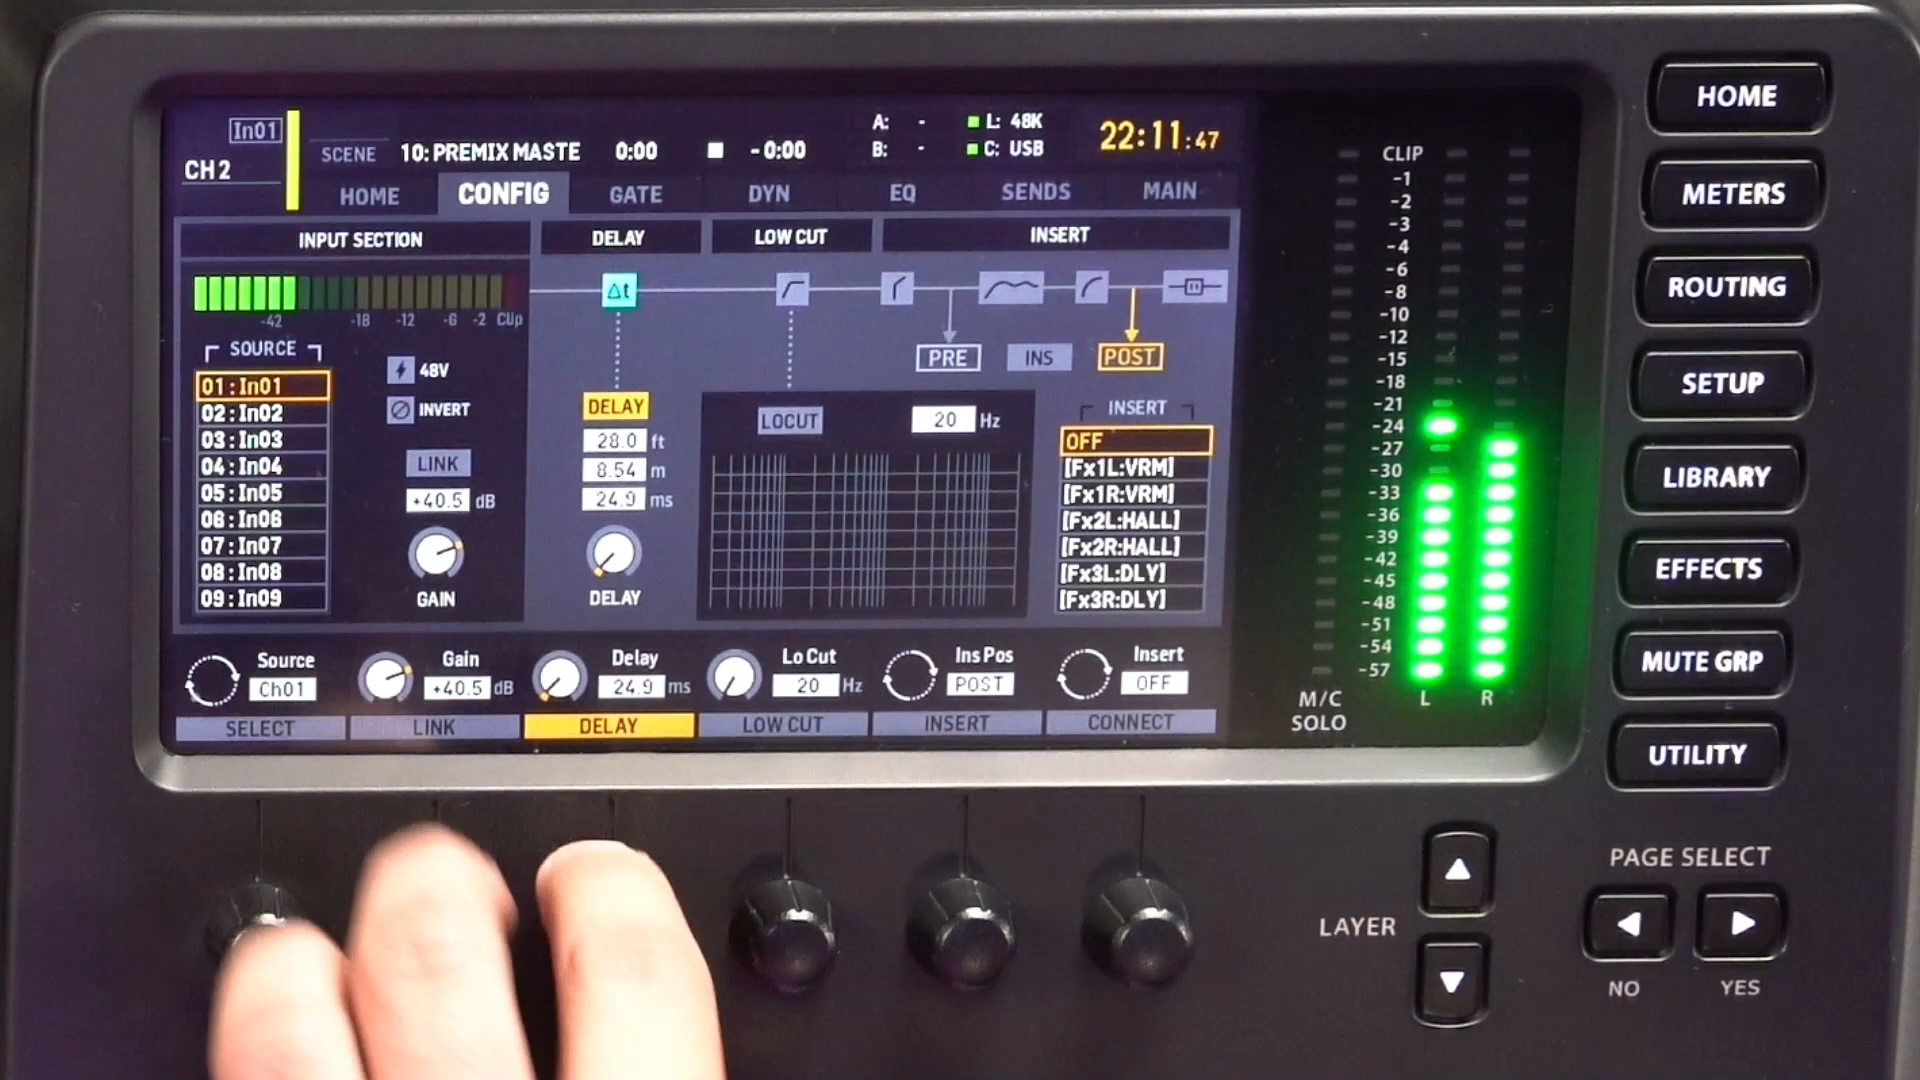 In01
CH 2
SCENE 10: PREMIX MASTE 0:00 - 0:00
A: - L: 48K
B: - C: USB
22:11:47
HOME CONFIG GATE DYN EQ SENDS MAIN
INPUT SECTION DELAY LOW CUT INSERT
Δt
-42 -18 -12 -6 -2 Clip
PRE INS POST
SOURCE
01:In01
02:In02
03:In03
04:In04
05:In05
06:In06
07:In07
08:In08
09:In09
48V
INVERT
LINK
+40.5 dB
GAIN
DELAY
28.0 ft
8.54 m
24.9 ms
DELAY
LOCUT 20 Hz
INSERT
OFF
[Fx1L:VRM]
[Fx1R:VRM]
[Fx2L:HALL]
[Fx2R:HALL]
[Fx3L:DLY]
[Fx3R:DLY]
Source Gain Delay Lo Cut Ins Pos Insert
Ch01 +40.5 dB 24.9 ms 20 Hz POST OFF
SELECT LINK DELAY LOW CUT INSERT CONNECT
CLIP
-1
-2
-3
-4
-6
-8
-10
-12
-15
-18
-21
-24
-27
-30
-33
-36
-39
-42
-45
-48
-51
-54
-57
M/C
SOLO
L R
HOME
METERS
ROUTING
SETUP
LIBRARY
EFFECTS
MUTE GRP
UTILITY
LAYER
PAGE SELECT
NO YES